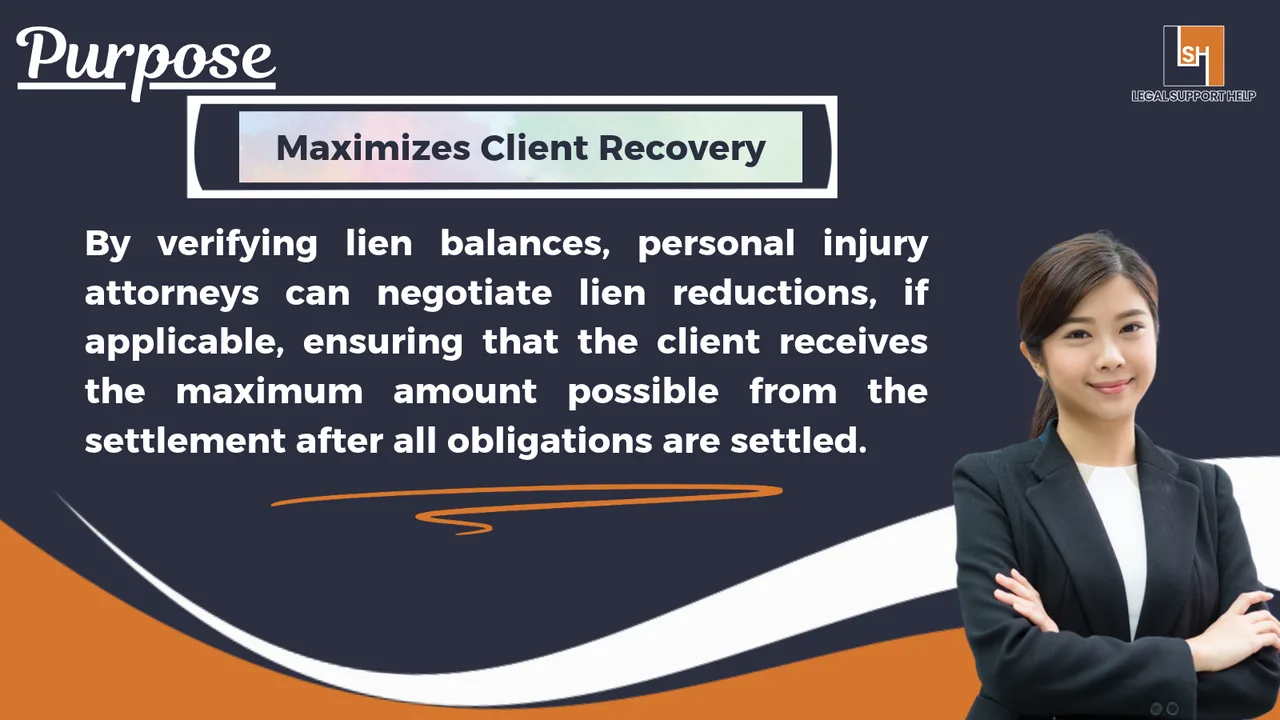 Purpose
LSH
LEGAL SUPPORT HELP
Maximizes Client Recovery
By verifying lien balances, personal injury
attorneys can negotiate lien reductions, if
applicable, ensuring that the client receives
the maximum amount possible from the
settlement after all obligations are settled.